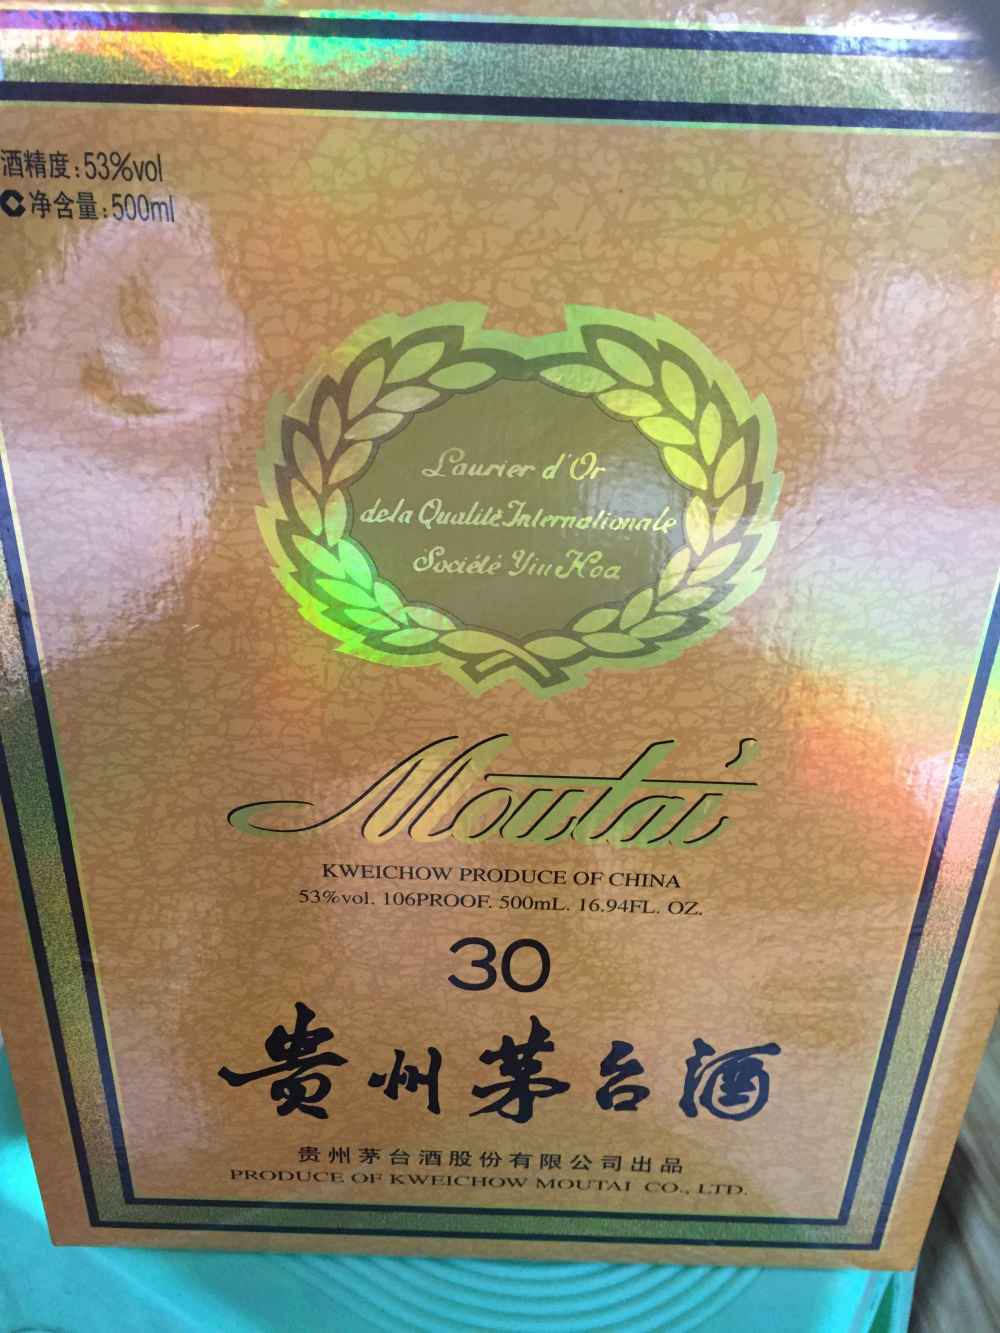 酒精度:53%vol
净含量:500ml
Laurier d'Or
dela Qualité Internationale
Société Yiu Hoa
Moutai
KWEICHOW PRODUCE OF CHINA
53%vol. 106PROOF. 500mL. 16.94FL. OZ.
30
贵州茅台酒
贵州茅台酒股份有限公司出品
PRODUCE OF KWEICHOW MOUTAI CO., LTD.